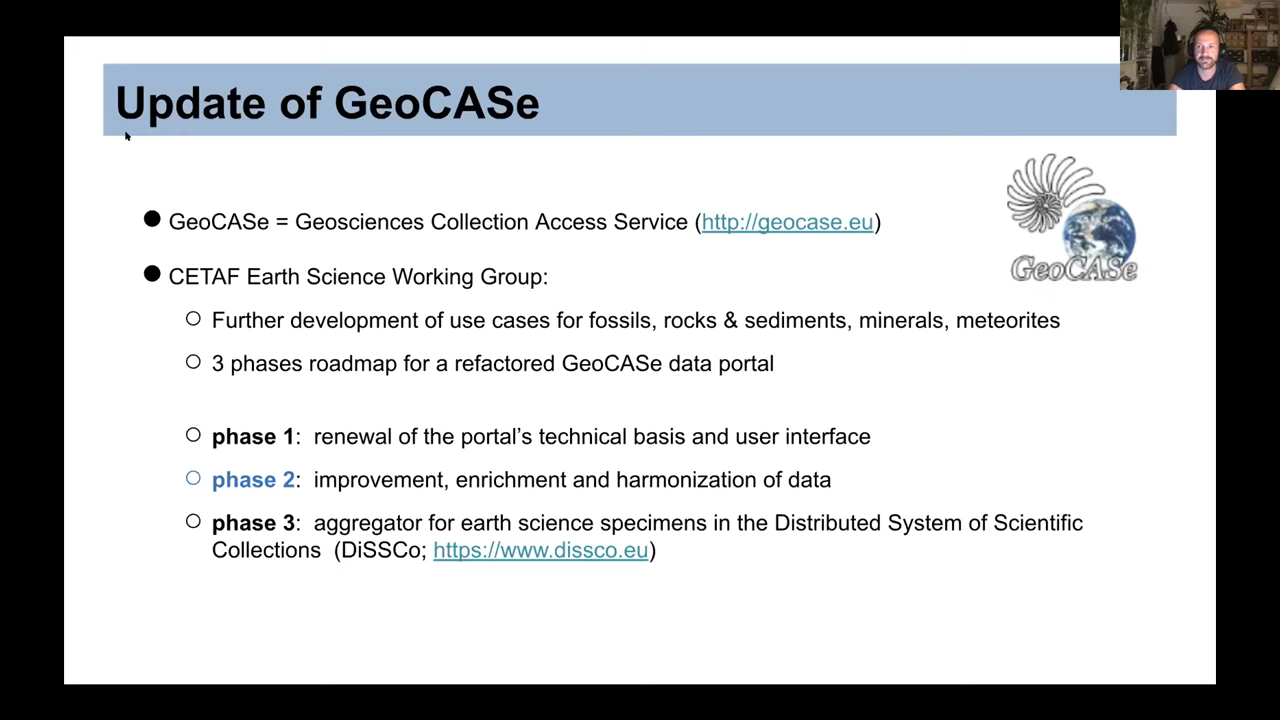 Update of GeoCASe
GeoCASe = Geosciences Collection Access Service (http://geocase.eu)
GeoCASe
CETAF Earth Science Working Group:
Further development of use cases for fossils, rocks & sediments, minerals, meteorites
3 phases roadmap for a refactored GeoCASe data portal
phase 1: renewal of the portal's technical basis and user interface
phase 2: improvement, enrichment and harmonization of data
phase 3: aggregator for earth science specimens in the Distributed System of Scientific
Collections (DiSSCo; https://www.dissco.eu)